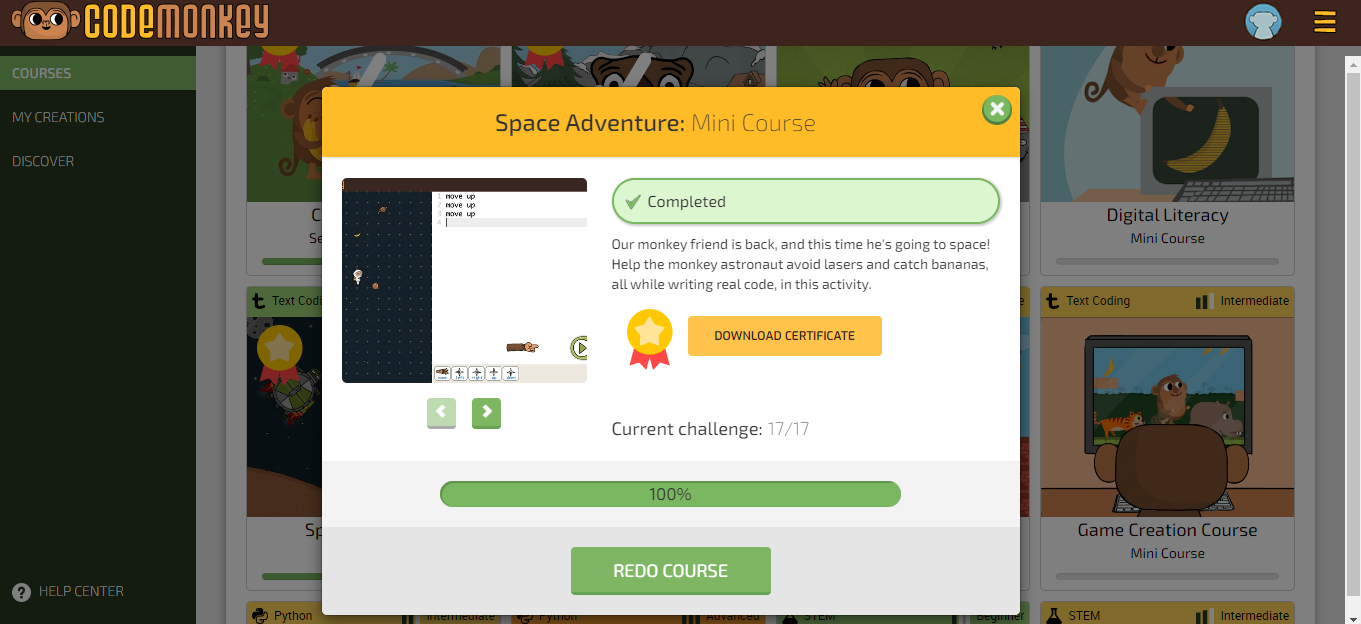 CODEMONKEY
COURSES
MY CREATIONS
DISCOVER
HELP CENTER
Space Adventure: Mini Course
1 move up
2 move up
3 move up
4
Completed
Our monkey friend is back, and this time he's going to space!
Help the monkey astronaut avoid lasers and catch bananas,
all while writing real code, in this activity.
DOWNLOAD CERTIFICATE
Current challenge: 17/17
100%
REDO COURSE
Digital Literacy
Mini Course
Text Coding Intermediate
Game Creation Course
Mini Course
Python
Intermediate
Python
Advanced
STEM
Beginner
STEM Intermediate